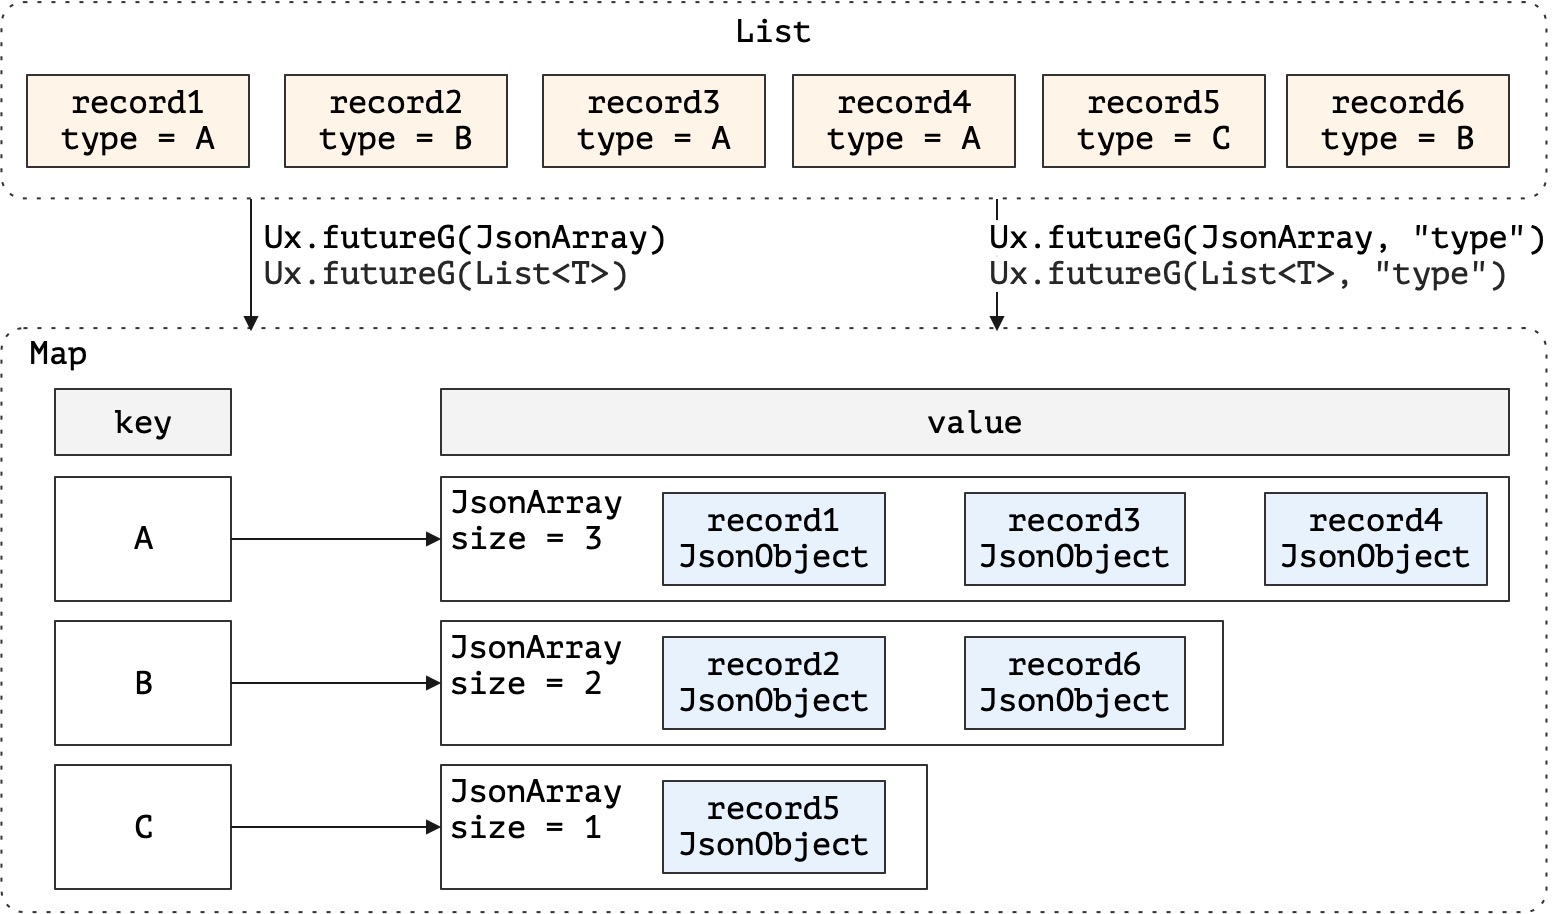 List
record1
type = A
record2
type = B
record3
type = A
record4
type = A
record5
type = C
record6
type = B
Ux.futureG(JsonArray)
Ux.futureG(List<T>)
Ux.futureG(JsonArray, "type")
Ux.futureG(List<T>, "type")
Map
key
value
A
JsonArray
size = 3
record1
JsonObject
record3
JsonObject
record4
JsonObject
B
JsonArray
size = 2
record2
JsonObject
record6
JsonObject
C
JsonArray
size = 1
record5
JsonObject